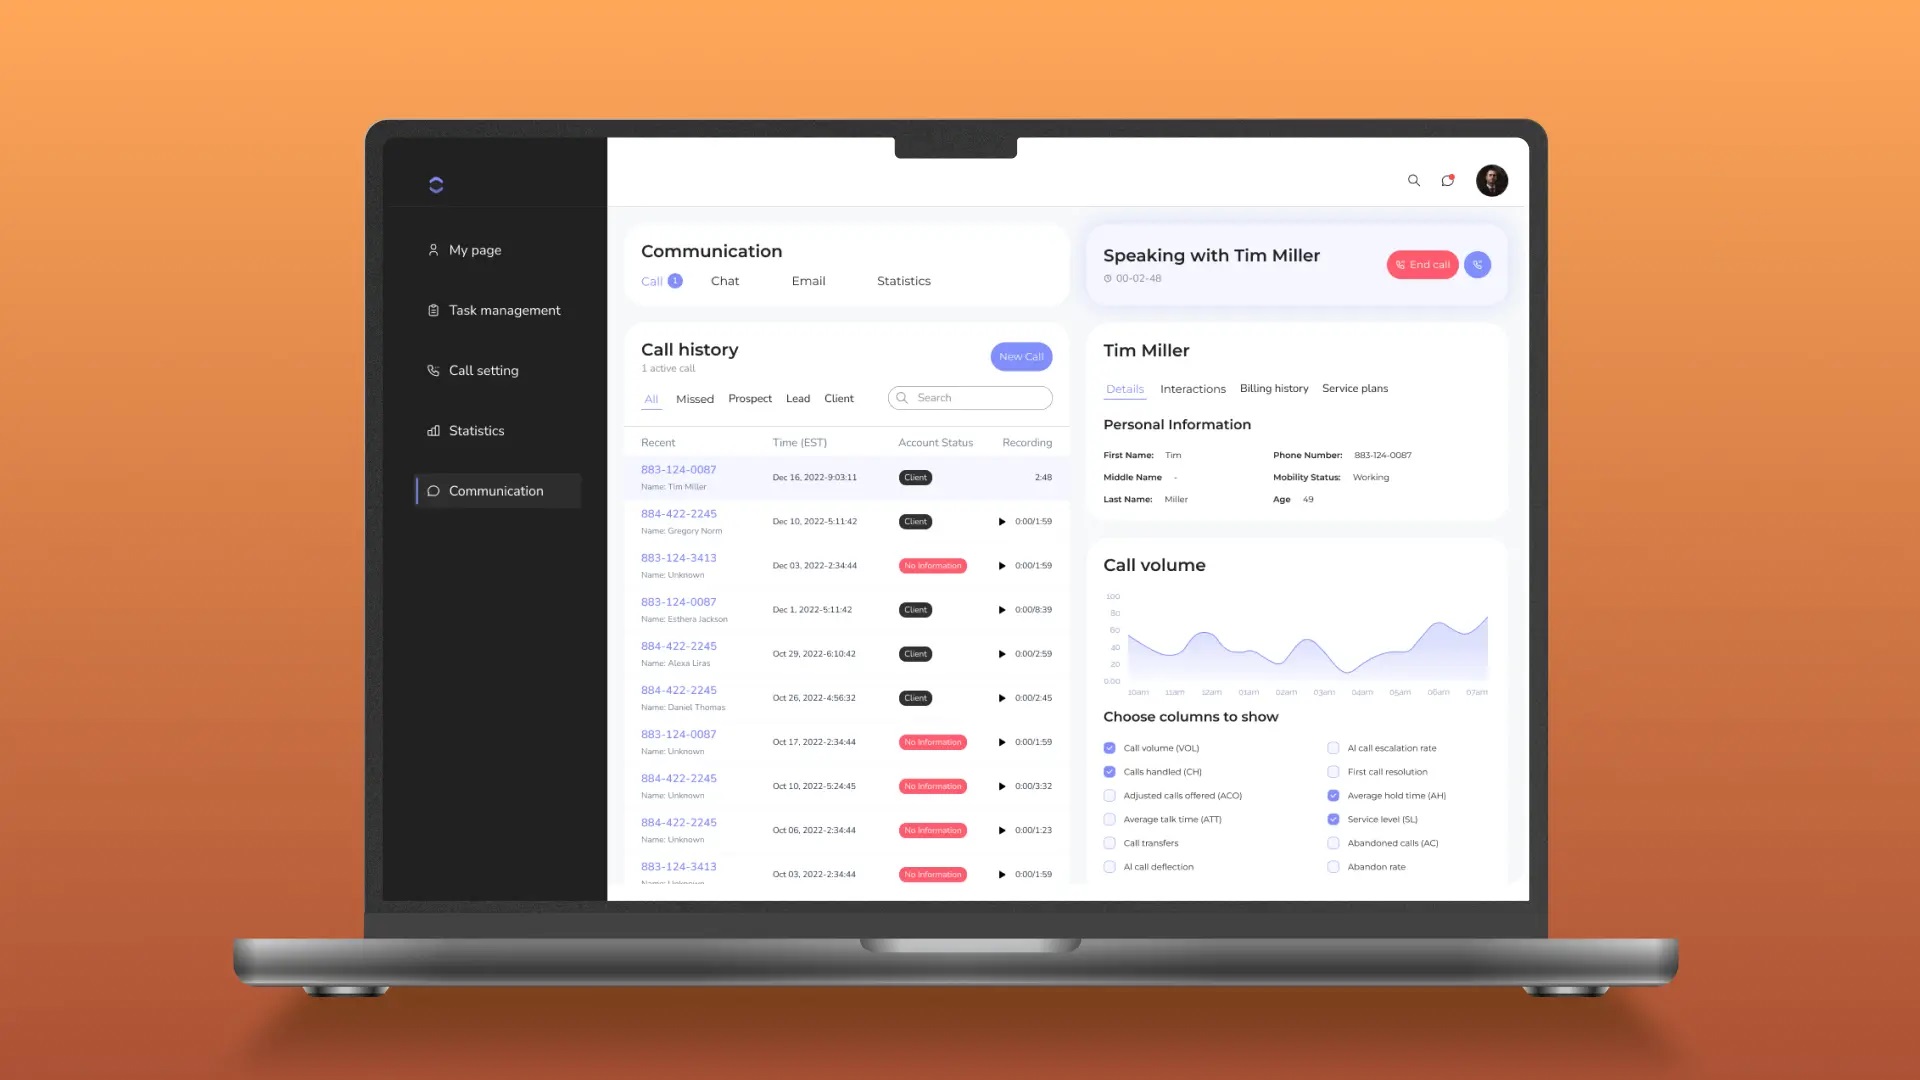 My page
Task management
Call setting
Statistics
Communication
Communication
Call 1 Chat Email Statistics
Call history
1 active call
New Call
All Missed Prospect Lead Client Search
Recent Time (EST) Account Status Recording
883-124-0087
Name: Tim Miller
Dec 16, 2022-9:03:11 Client 2:48
884-422-2245
Name: Gregory Norm
Dec 10, 2022-5:11:42 Client 0:00/1:59
883-124-3413
Name: Unknown
Dec 03, 2022-2:34:44 No Information 0:00/1:59
883-124-0087
Name: Esthera Jackson
Dec 1, 2022-5:11:42 Client 0:00/8:39
884-422-2245
Name: Alexa Liras
Oct 29, 2022-6:10:42 Client 0:00/2:59
884-422-2245
Name: Daniel Thomas
Oct 26, 2022-4:56:32 Client 0:00/2:45
883-124-0087
Name: Unknown
Oct 17, 2022-2:34:44 No Information 0:00/1:59
884-422-2245
Name: Unknown
Oct 10, 2022-5:24:45 No Information 0:00/3:32
884-422-2245
Name: Unknown
Oct 06, 2022-2:34:44 No Information 0:00/1:23
883-124-3413
Name: Unknown
Oct 03, 2022-2:34:44 No Information 0:00/1:59
Speaking with Tim Miller
00-02-48
End call
Tim Miller
Details Interactions Billing history Service plans
Personal Information
First Name: Tim Phone Number: 883-124-0087
Middle Name - Mobility Status: Working
Last Name: Miller Age 49
Call volume
100
80
60
40
20
0.00
10am 11am 12am 01am 02am 03am 04am 05am 06am 07am
Choose columns to show
Call volume (VOL) AI call escalation rate
Calls handled (CH) First call resolution
Adjusted calls offered (ACO) Average hold time (AH)
Average talk time (ATT) Service level (SL)
Call transfers Abandoned calls (AC)
AI call deflection Abandon rate